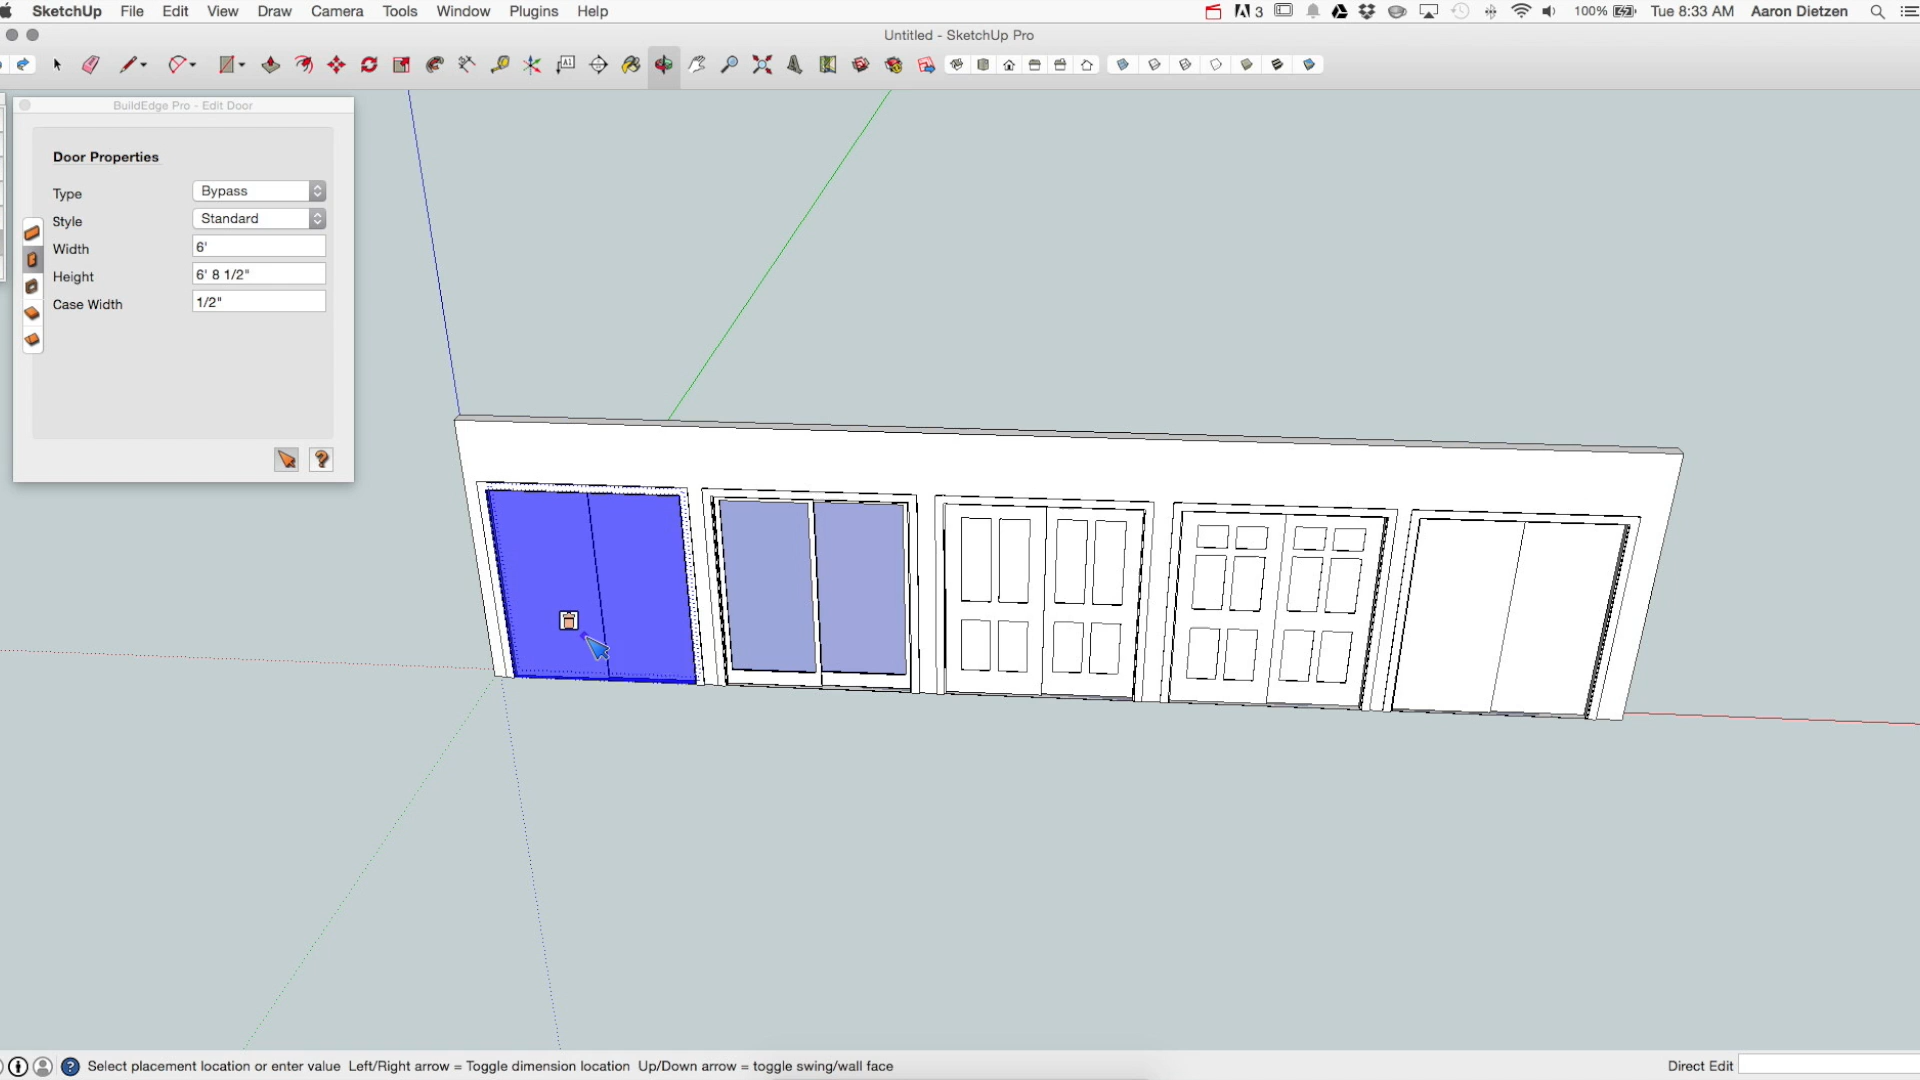 SketchUp File Edit View Draw Camera Tools Window Plugins Help 3 100% Tue 8:33 AM Aaron Dietzen
Untitled - SketchUp Pro
A1
BuildEdge Pro - Edit Door
Door Properties
Type Bypass
Style Standard
Width 6'
Height 6' 8 1/2"
Case Width 1/2"
Select placement location or enter value Left/Right arrow = Toggle dimension location Up/Down arrow = toggle swing/wall face Direct Edit